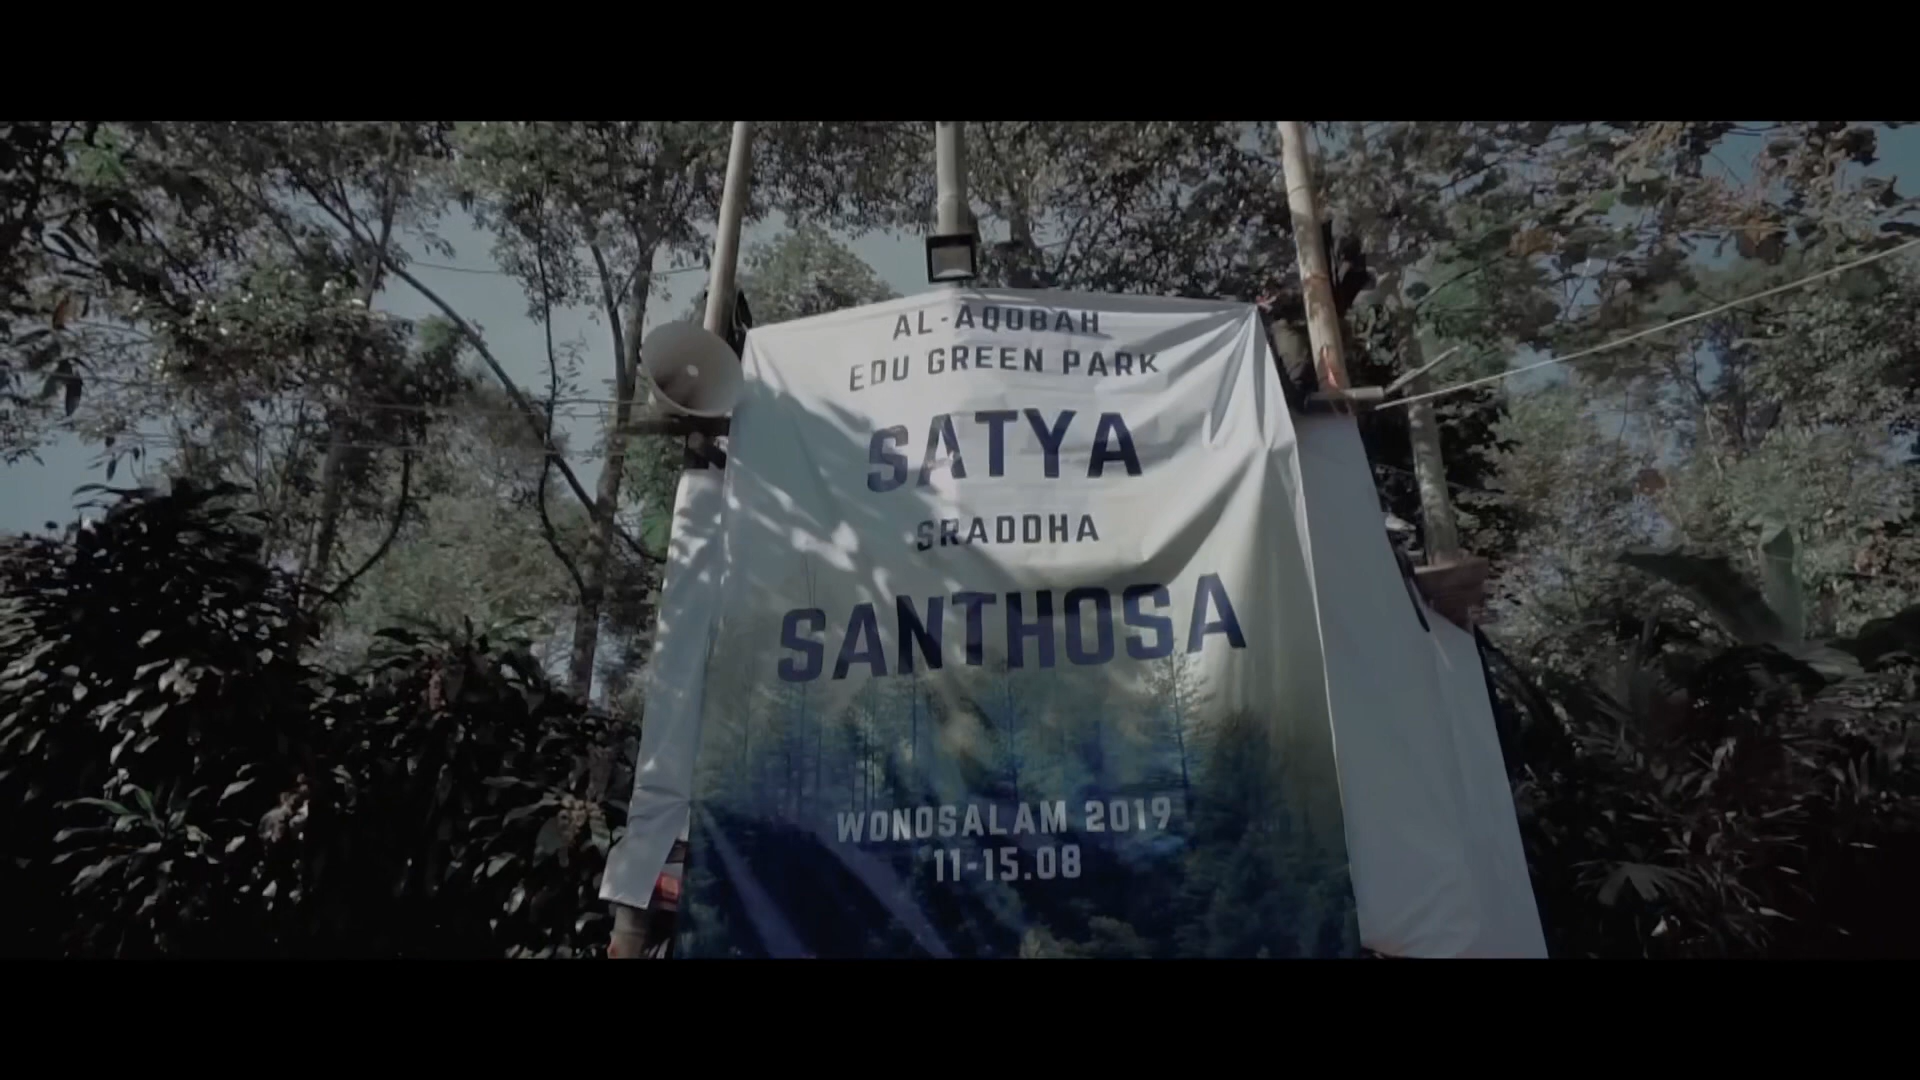 AL-AQOBAH
EDU GREEN PARK
SATYA
SRADDHA
SANTHOSA
WONOSALAM 2019
11-15.08